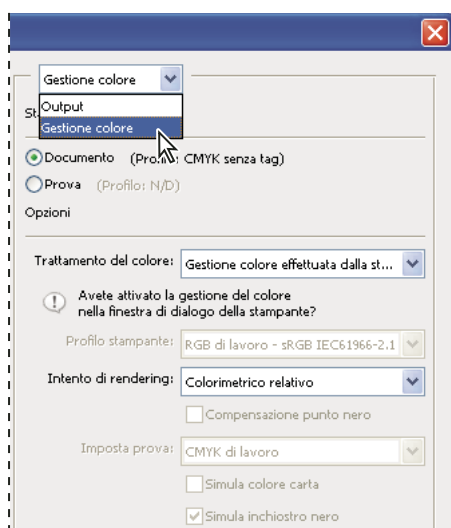 Gestione colore
Output
Gestione colore
Documento (Profilo: CMYK senza tag)
Prova (Profilo: N/D)
Opzioni
Trattamento del colore: Gestione colore effettuata dalla st...
Avete attivato la gestione del colore
nella finestra di dialogo della stampante?
Profilo stampante: RGB di lavoro - sRGB IEC61966-2.1
Intento di rendering: Colorimetrico relativo
Compensazione punto nero
Imposta prova: CMYK di lavoro
Simula colore carta
Simula inchiostro nero